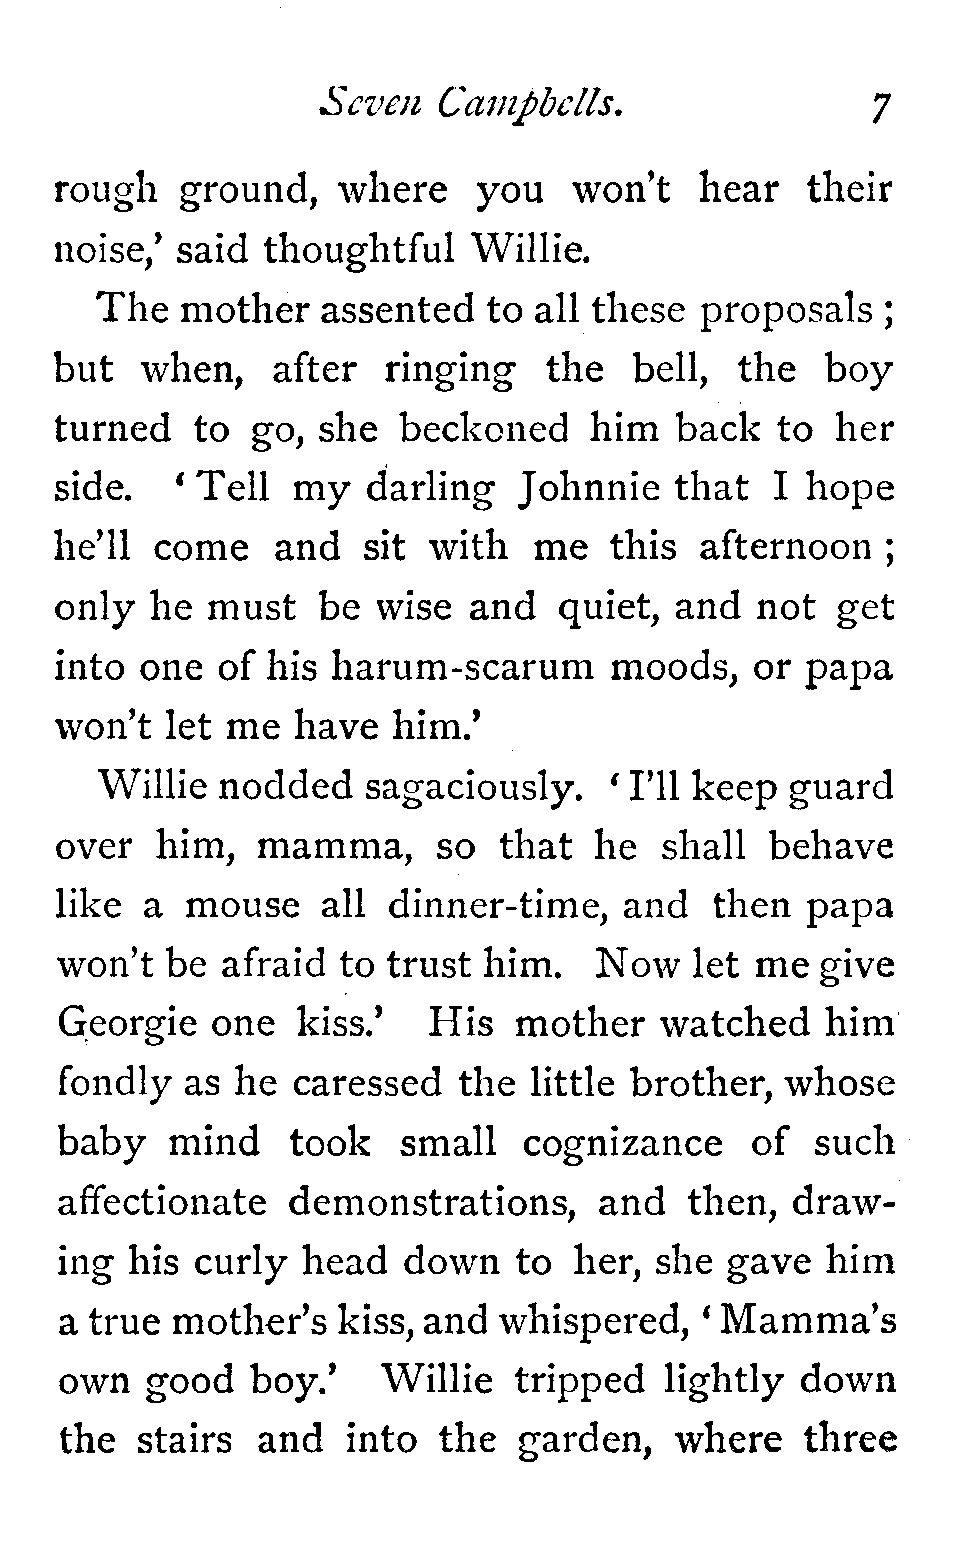 Seven Campbells. 7
rough ground, where you won't hear their
noise,' said thoughtful Willie.
The mother assented to all these proposals ;
but when, after ringing the bell, the boy
turned to go, she beckoned him back to her
side. ' Tell my darling Johnnie that I hope
he'll come and sit with me this afternoon ;
only he must be wise and quiet, and not get
into one of his harum-scarum moods, or papa
won't let me have him.'
Willie nodded sagaciously. ' I'll keep guard
over him, mamma, so that he shall behave
like a mouse all dinner-time, and then papa
won't be afraid to trust him. Now let me give
Georgie one kiss.' His mother watched him
fondly as he caressed the little brother, whose
baby mind took small cognizance of such
affectionate demonstrations, and then, draw-
ing his curly head down to her, she gave him
a true mother's kiss, and whispered, ' Mamma's
own good boy.' Willie tripped lightly down
the stairs and into the garden, where three